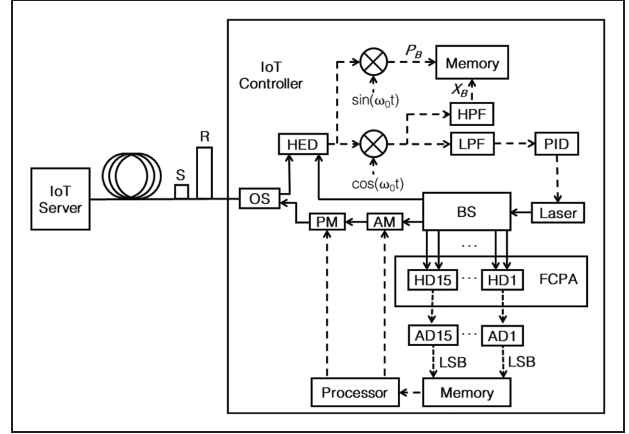 IoT
Controller
P_B
Memory
sin(ω₀t)
X_B
HPF
R
HED
LPF
PID
S
cos(ω₀t)
IoT
Server
OS
BS
Laser
PM
AM
...
HD15
...
HD1
FCPA
AD15
...
AD1
LSB
LSB
Processor
Memory